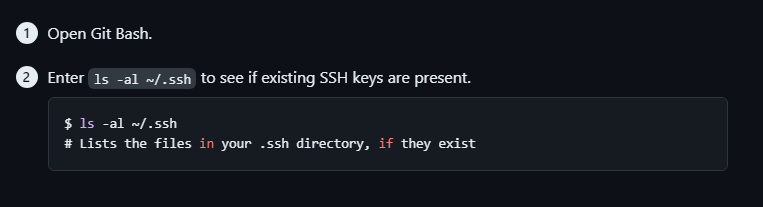 1 Open Git Bash.
2 Enter ls -al ~/.ssh to see if existing SSH keys are present.
$ ls -al ~/.ssh
# Lists the files in your .ssh directory, if they exist